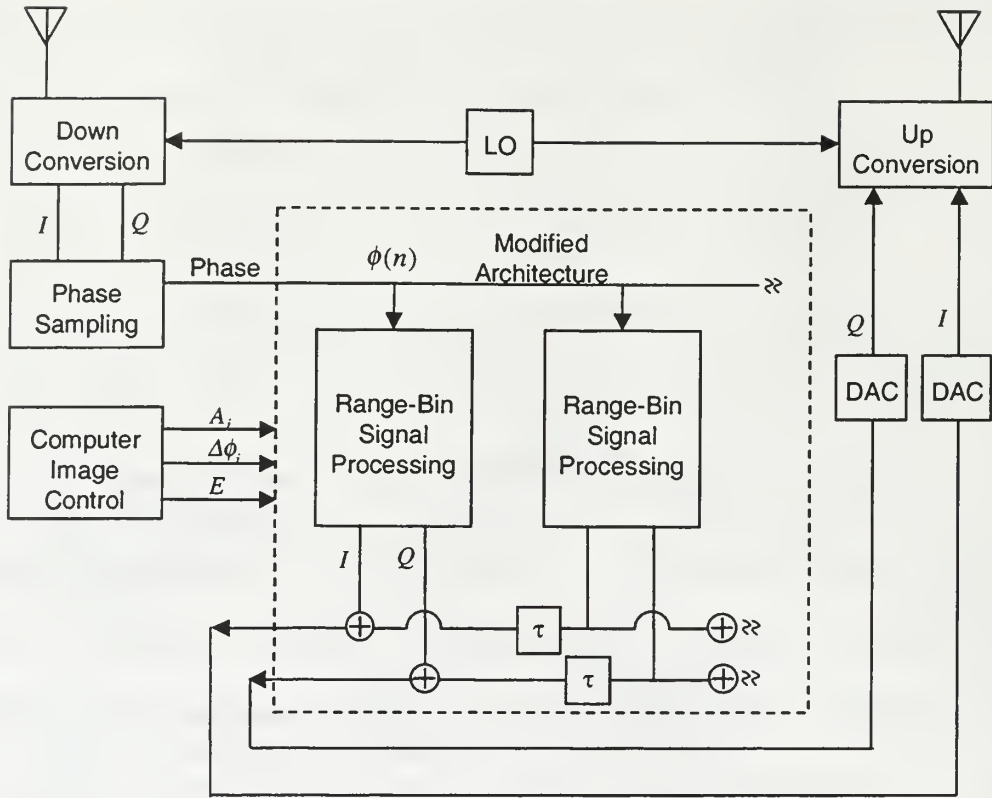 Down
Conversion
LO
Up
Conversion
I
Q
Phase
Sampling
Phase
ϕ(n)
Modified
Architecture
Q
I
DAC
DAC
Range-Bin
Signal
Processing
Range-Bin
Signal
Processing
Computer
Image
Control
A_i
Δϕ_i
E
I
Q
τ
τ